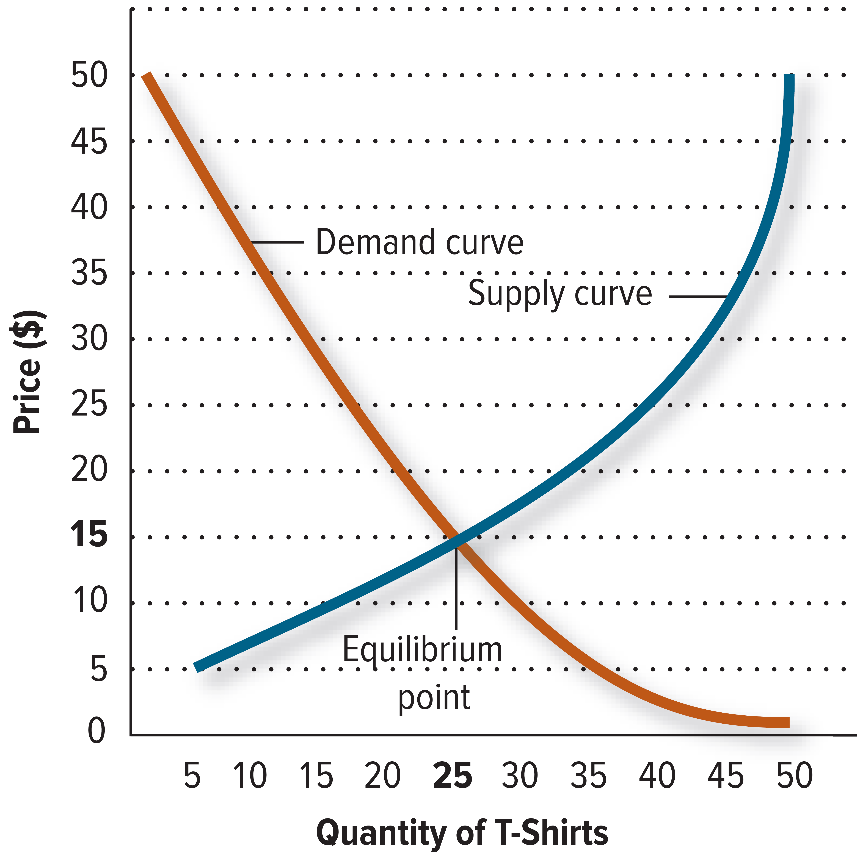 50
45
40
Demand curve
35
Supply curve
30
Price ($)
25
20
15
10
Equilibrium
point
5
0
5 10 15 20 25 30 35 40 45 50
Quantity of T-Shirts